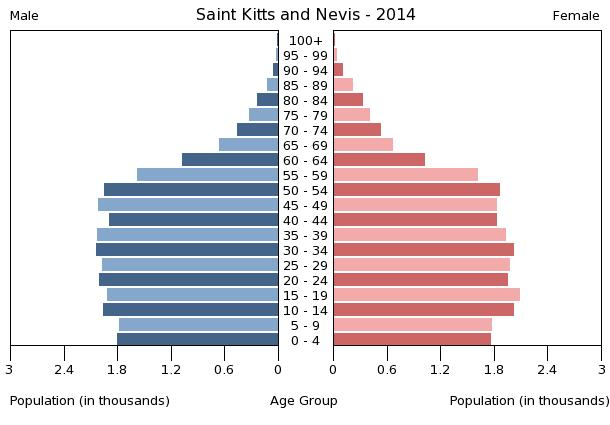 Saint Kitts and Nevis - 2014
Male Female
100+
95 - 99
90 - 94
85 - 89
80 - 84
75 - 79
70 - 74
65 - 69
60 - 64
55 - 59
50 - 54
45 - 49
40 - 44
35 - 39
30 - 34
25 - 29
20 - 24
15 - 19
10 - 14
5 - 9
0 - 4
3 2.4 1.8 1.2 0.6 0 0 0.6 1.2 1.8 2.4 3
Population (in thousands) Age Group Population (in thousands)